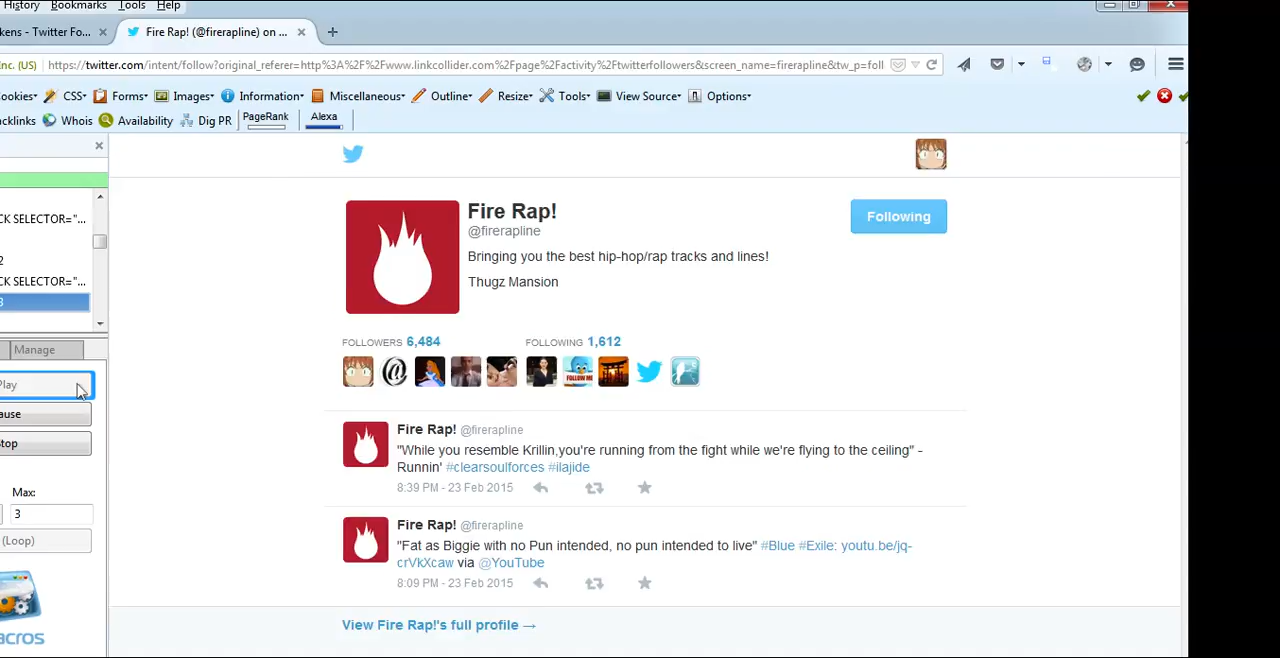 History Bookmarks Tools Help
kens - Twitter Fo... Fire Rap! (@firerapline) on ...
Inc. (US) https://twitter.com/intent/follow?original_referer=http%3A%2F%2Fwww.linkcollider.com%2Fpage%2Factivity%2Ftwitterfollowers&screen_name=firerapline&tw_p=foll
ookies CSS Forms Images Information Miscellaneous Outline Resize Tools View Source Options
acklinks Whois Availability Dig PR PageRank Alexa
CK SELECTOR="...
2
CK SELECTOR="...
3
Manage
Play
ause
top
Max:
3
(Loop)
acros
Fire Rap!
@firerapline
Following
Bringing you the best hip-hop/rap tracks and lines!
Thugz Mansion
FOLLOWERS 6,484 FOLLOWING 1,612
FOLLOW ME
Fire Rap! @firerapline
"While you resemble Krillin,you're running from the fight while we're flying to the ceiling" -
Runnin' #clearsoulforces #ilajide
8:39 PM - 23 Feb 2015
Fire Rap! @firerapline
"Fat as Biggie with no Pun intended, no pun intended to live" #Blue #Exile: youtu.be/jq-
crVkXcaw via @YouTube
8:09 PM - 23 Feb 2015
View Fire Rap!'s full profile →